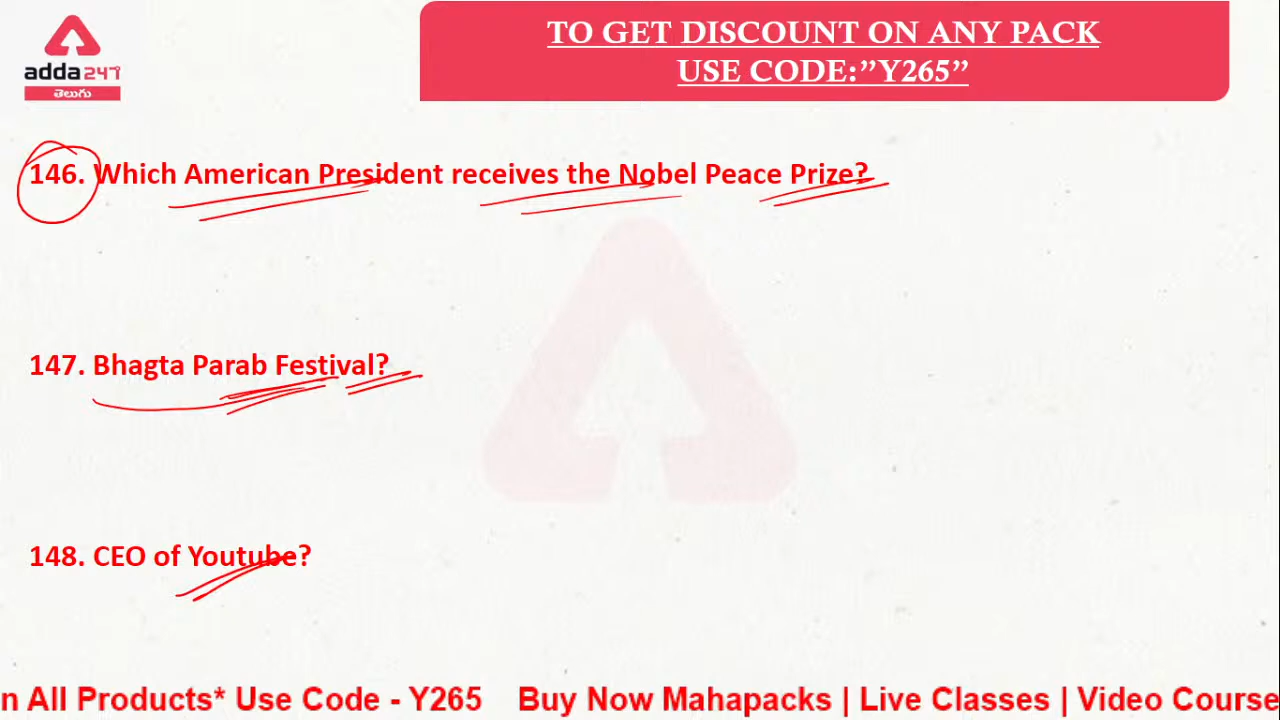 adda247
తెలుగు
TO GET DISCOUNT ON ANY PACK
USE CODE:”Y265”
146. Which American President receives the Nobel Peace Prize?
147. Bhagta Parab Festival?
148. CEO of Youtube?
n All Products* Use Code - Y265 Buy Now Mahapacks | Live Classes | Video Course